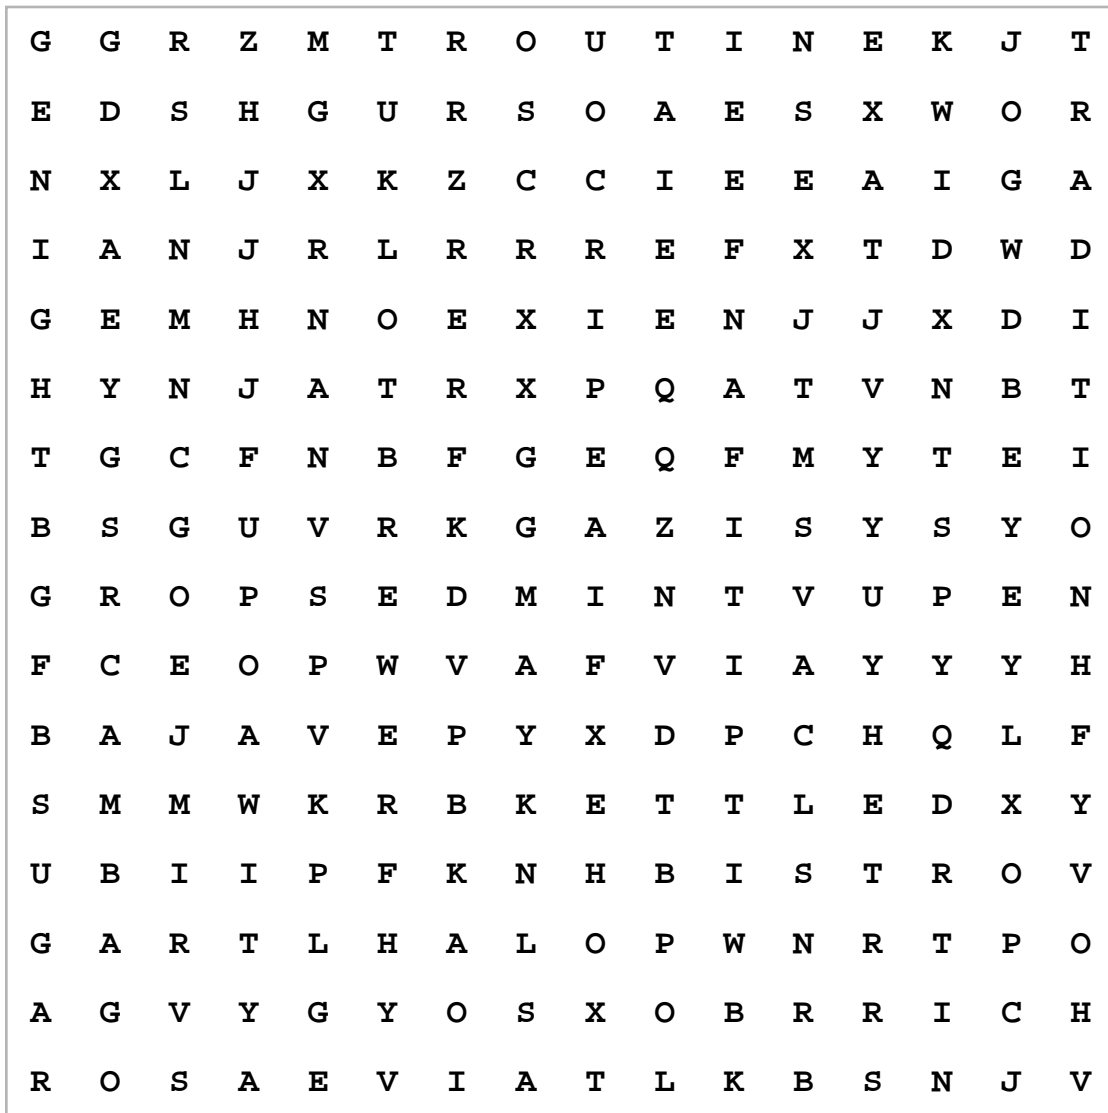 G G R Z M T R O U T I N E K J T
E D S H G U R S O A E S X W O R
N X L J X K Z C C I E E A I G A
I A N J R L R R R E F X T D W D
G E M H N O E X I E N J J X D I
H Y N J A T R X P Q A T V N B T
T G C F N B F G E Q F M Y T E I
B S G U V R K G A Z I S Y S Y O
G R O P S E D M I N T V U P E N
F C E O P W V A F V I A Y Y Y H
B A J A V E P Y X D P C H Q L F
S M M W K R B K E T T L E D X Y
U B I I P F K N H B I S T R O V
G A R T L H A L O P W N R T P O
A G V Y G Y O S X O B R R I C H
R O S A E V I A T L K B S N J V